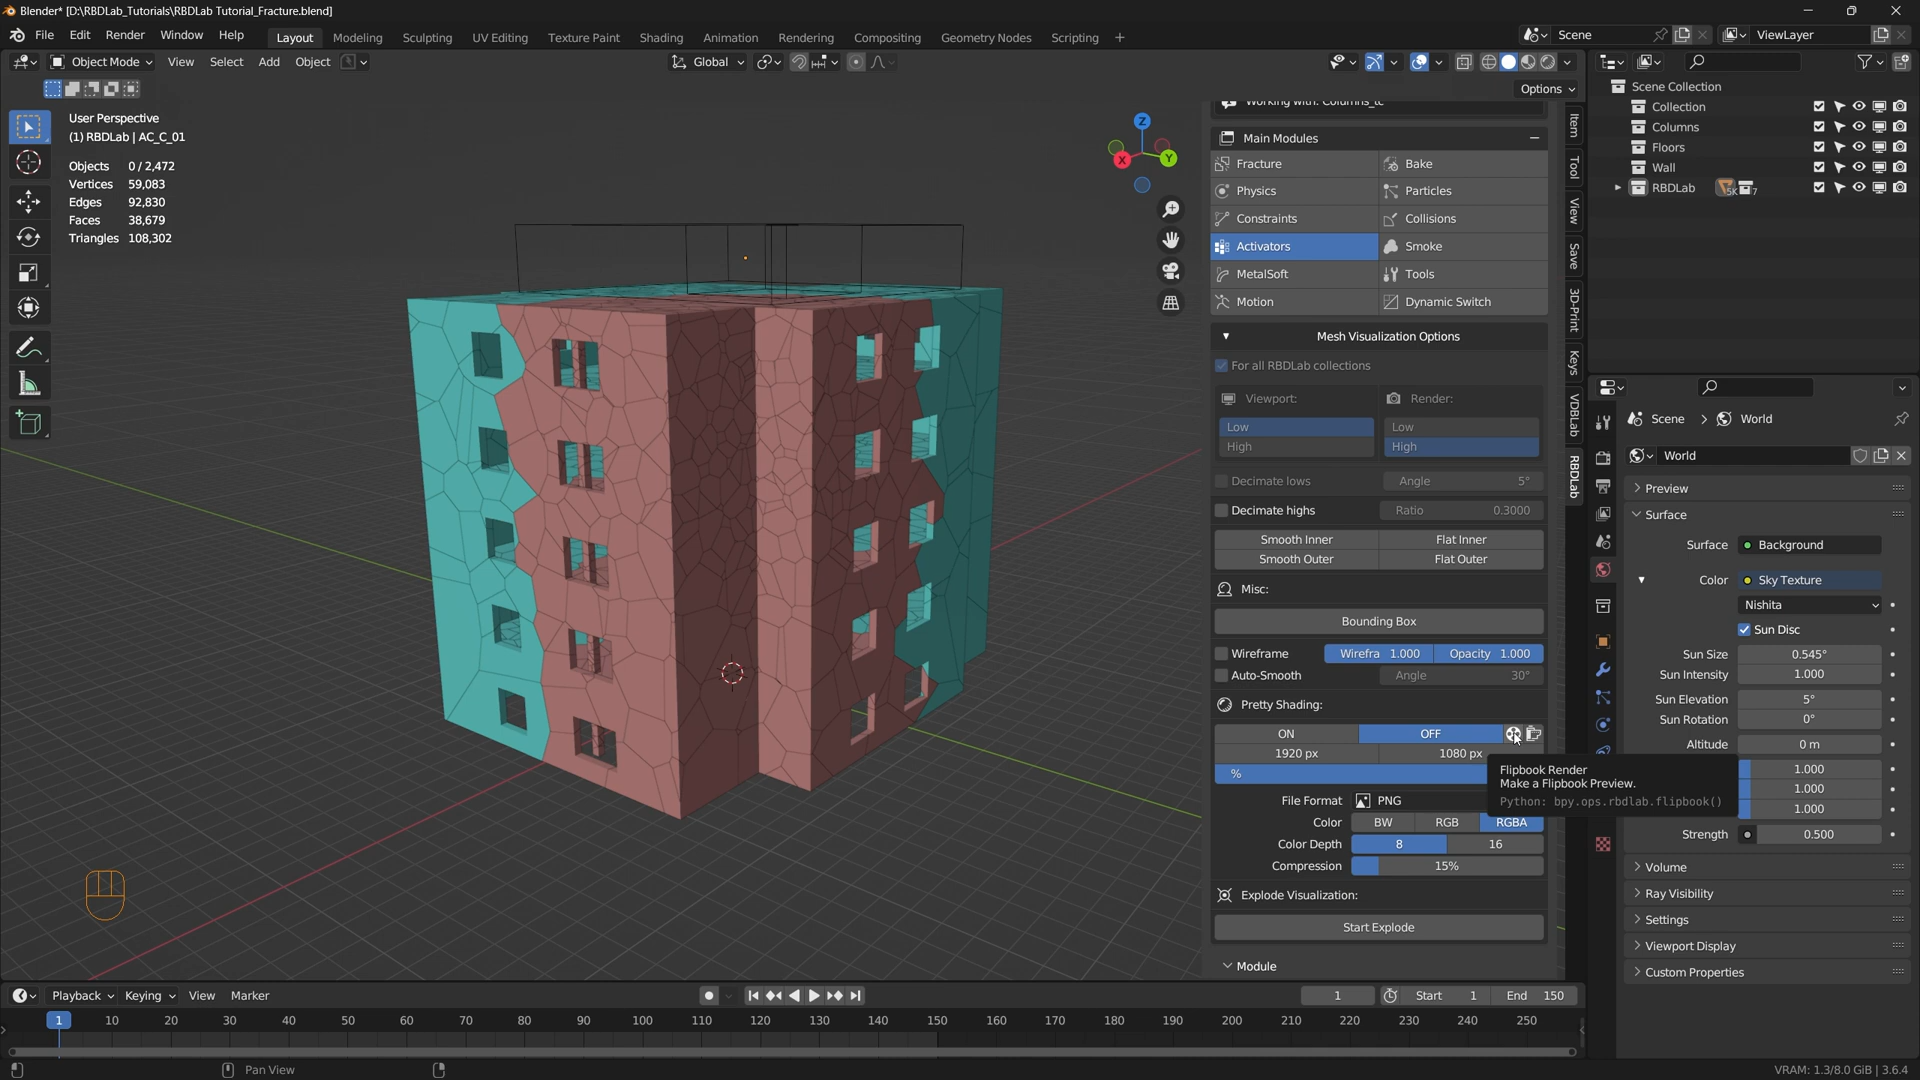 Blender* [D:\RBDLab_Tutorials\RBDLab Tutorial_Fracture.blend]
File Edit Render Window Help Layout Modeling Sculpting UV Editing Texture Paint Shading Animation Rendering Compositing Geometry Nodes Scripting + Scene ViewLayer
Object Mode View Select Add Object Global
Options
User Perspective
(1) RBDLab | AC_C_01
Objects 0 / 2,472
Vertices 59,083
Edges 92,830
Faces 38,679
Triangles 108,302
Z
X
Y
Working with: Columns_lc
Main Modules
Fracture Bake
Physics Particles
Constraints Collisions
Activators Smoke
MetalSoft Tools
Motion Dynamic Switch
Mesh Visualization Options
For all RBDLab collections
Viewport: Render:
Low Low
High High
Decimate lows Angle 5°
Decimate highs Ratio 0.3000
Smooth Inner Flat Inner
Smooth Outer Flat Outer
Misc:
Bounding Box
Wireframe Wirefra 1.000 Opacity 1.000
Auto-Smooth Angle 30°
Pretty Shading:
ON OFF
1920 px 1080 px
%
Flipbook Render
Make a Flipbook Preview.
Python: bpy.ops.rbdlab.flipbook()
File Format PNG
Color BW RGB RGBA
Color Depth 8 16
Compression 15%
Explode Visualization:
Start Explode
Module
Item
Tool
View
Save
3D-Print
Keys
VDBLab
RBDLab
Scene Collection
Collection
Columns
Floors
Wall
RBDLab 5K 7
Scene > World
World
Preview
Surface
Surface Background
Color Sky Texture
Nishita
Sun Disc
Sun Size 0.545°
Sun Intensity 1.000
Sun Elevation 5°
Sun Rotation 0°
Altitude 0 m
1.000
1.000
1.000
Strength 0.500
Volume
Ray Visibility
Settings
Viewport Display
Custom Properties
Playback Keying View Marker 1 Start 1 End 150
1 10 20 30 40 50 60 70 80 90 100 110 120 130 140 150 160 170 180 190 200 210 220 230 240 250
Pan View VRAM: 1.3/8.0 GiB | 3.6.4